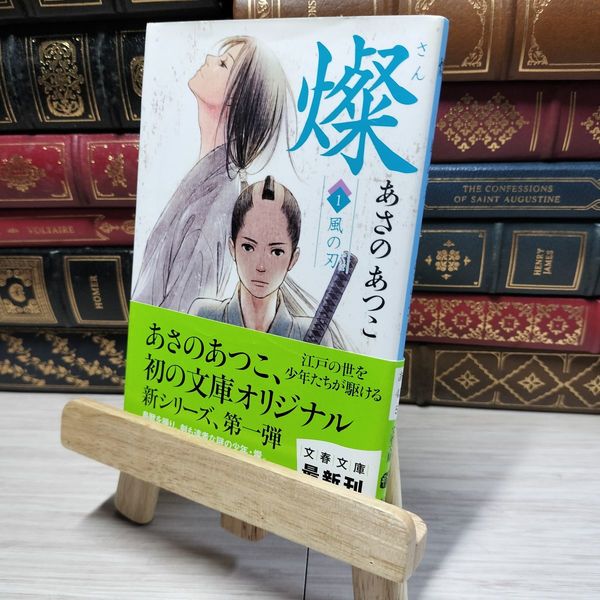 燦
さん
1
風の刃
あさのあつこ
江戸の世を
少年たちが駆ける
あさのあつこ、
初の文庫オリジナル
新シリーズ、第一弾
文春文庫
最新刊
VOLTAIRE
HOMER
THE CONFESSIONS
OF SAINT AUGUSTINE
HENRY
JAMES